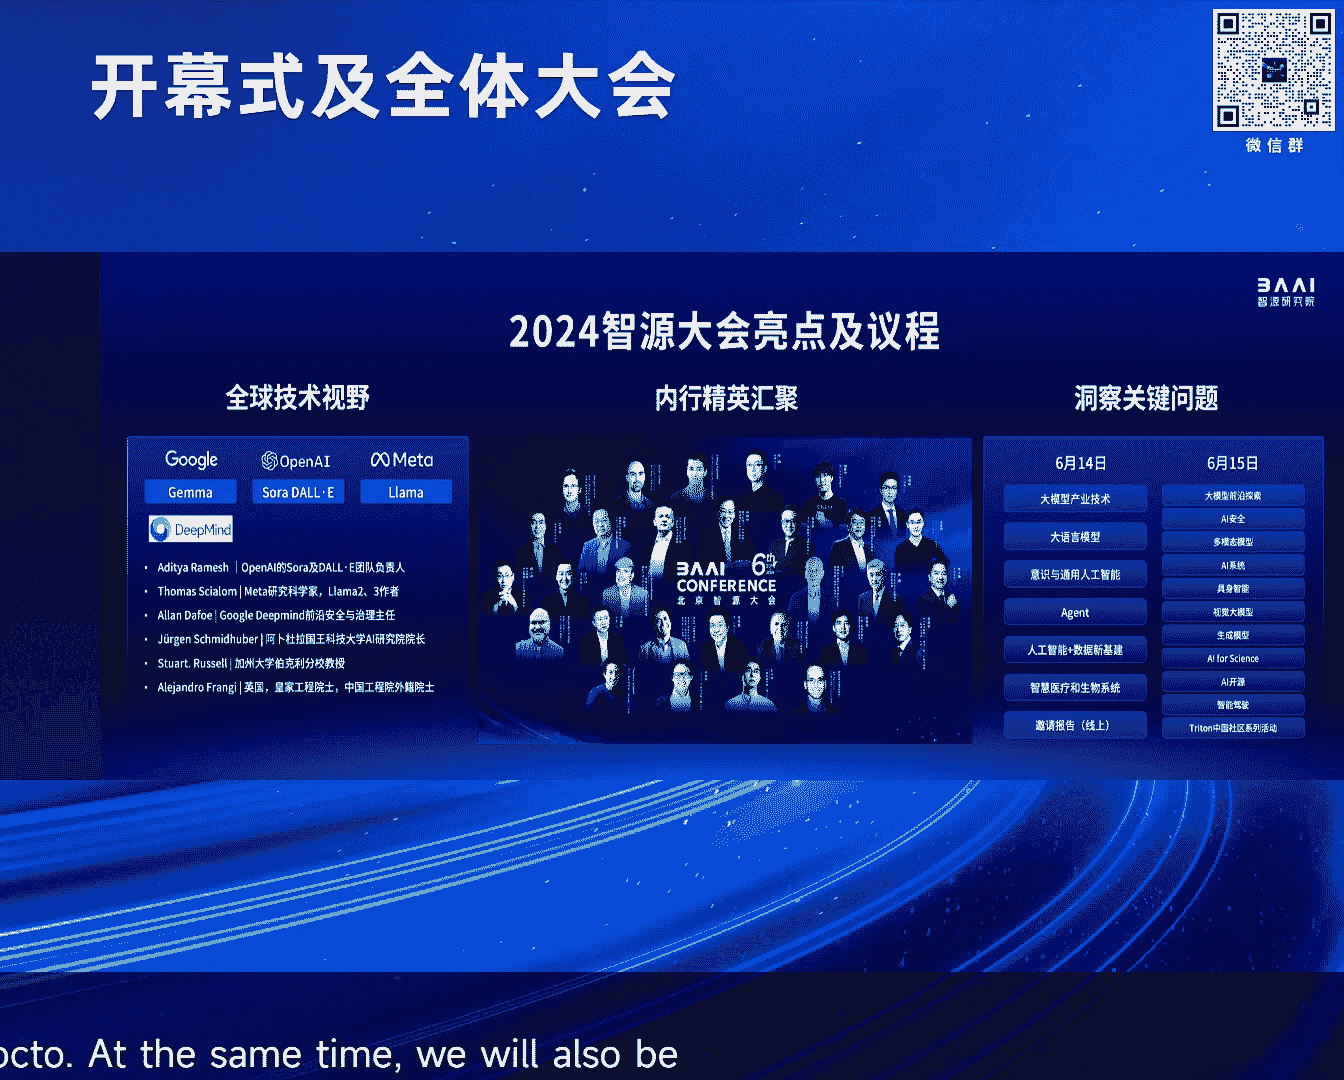 开幕式及全体大会
微信群
BAAI
智源研究院
2024智源大会亮点及议程
全球技术视野
Google
OpenAI
Meta
Gemma
Sora DALL·E
Llama
DeepMind
• Aditya Ramesh | OpenAI的Sora及DALL·E团队负责人
• Thomas Scialom | Meta研究科学家，Llama2、3作者
• Allan Dafoe | Google Deepmind前沿安全与治理主任
• Jürgen Schmidhuber | 阿卜杜拉国王科技大学AI研究院院长
• Stuart. Russell | 加州大学伯克利分校教授
• Alejandro Frangi | 英国，皇家工程院士，中国工程院外籍院士
内行精英汇聚
BAAI 6th
CONFERENCE
北京智源大会
洞察关键问题
6月14日
大模型产业技术
大语言模型
意识与通用人工智能
Agent
人工智能+数据新基建
智慧医疗和生物系统
邀请报告（线上）
6月15日
大模型前沿探索
AI安全
多模态模型
AI系统
具身智能
视觉大模型
生成模型
AI for Science
AI开源
智能驾驶
Triton中国社区系列活动
octo. At the same time, we will also be